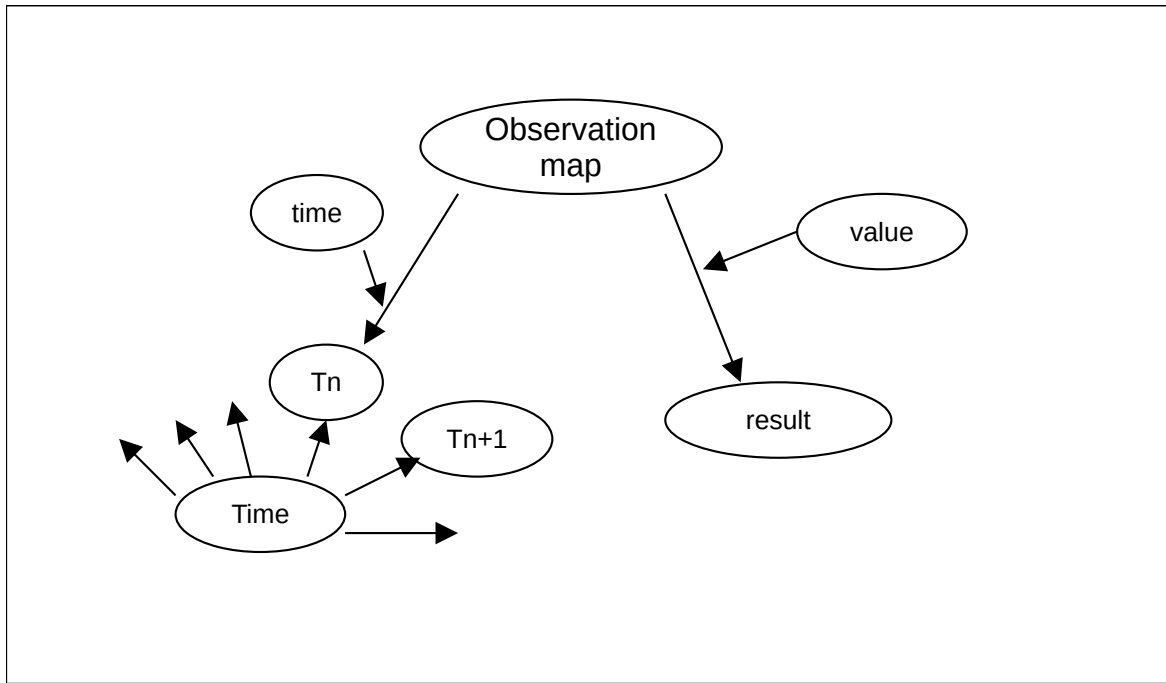 Observation
map
time
value
Tn
result
Tn+1
Time